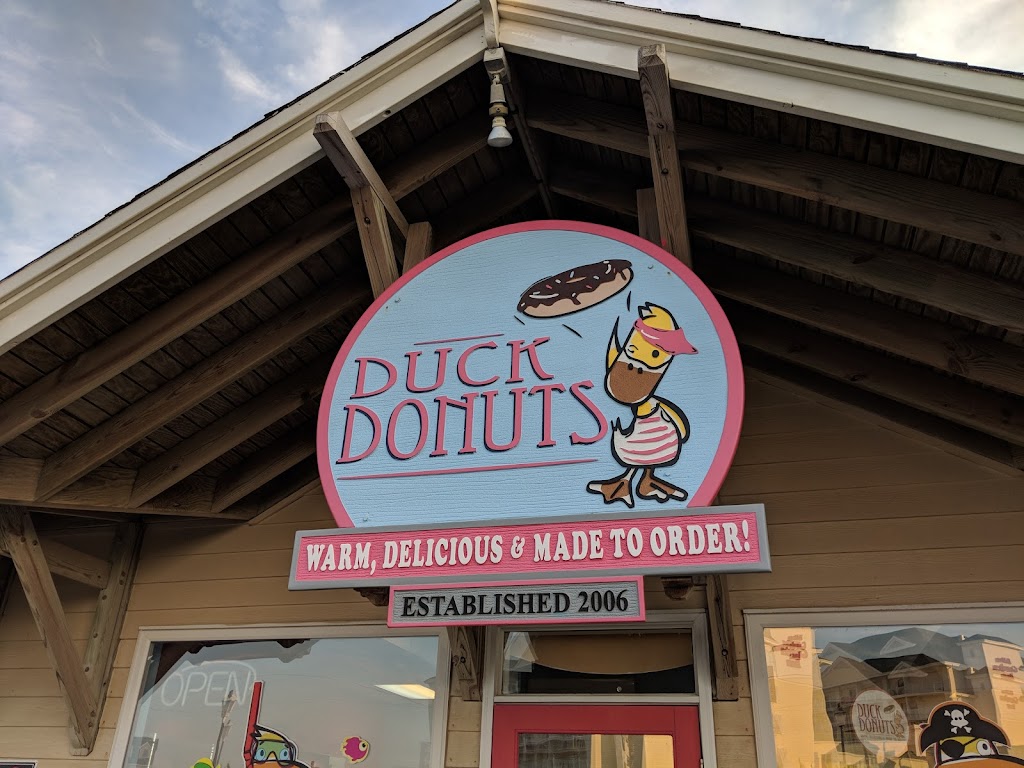 DUCK
DONUTS
WARM, DELICIOUS & MADE TO ORDER!
ESTABLISHED 2006
OPEN
DUCK
DONUTS